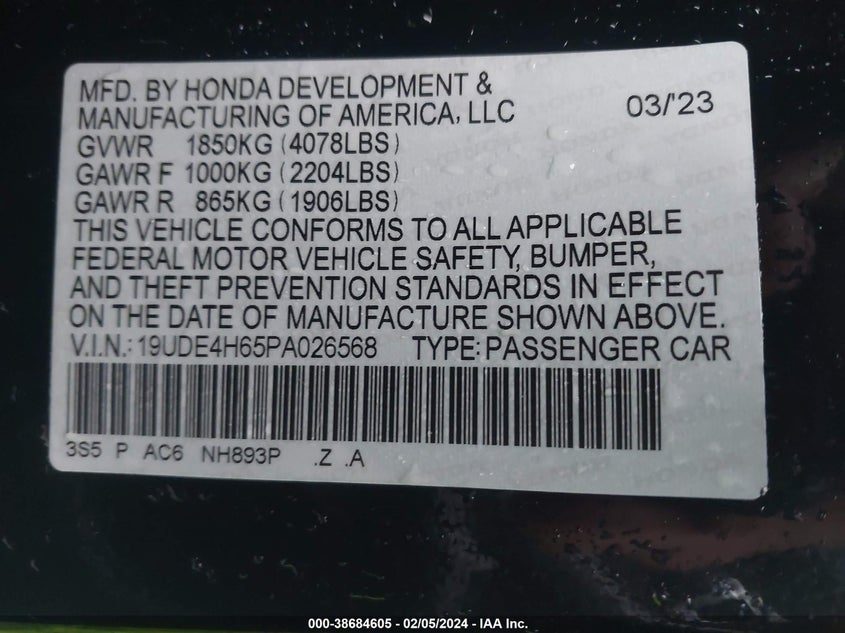 MFD. BY HONDA DEVELOPMENT &
MANUFACTURING OF AMERICA, LLC 03/'23
GVWR 1850KG (4078LBS)
GAWR F 1000KG (2204LBS)
GAWR R 865KG (1906LBS)
THIS VEHICLE CONFORMS TO ALL APPLICABLE
FEDERAL MOTOR VEHICLE SAFETY, BUMPER,
AND THEFT PREVENTION STANDARDS IN EFFECT
ON THE DATE OF MANUFACTURE SHOWN ABOVE.
V.I.N.: 19UDE4H65PA026568 TYPE: PASSENGER CAR
3S5 P AC6 NH893P .Z .A
000-38684605 - 02/05/2024 - IAA Inc.